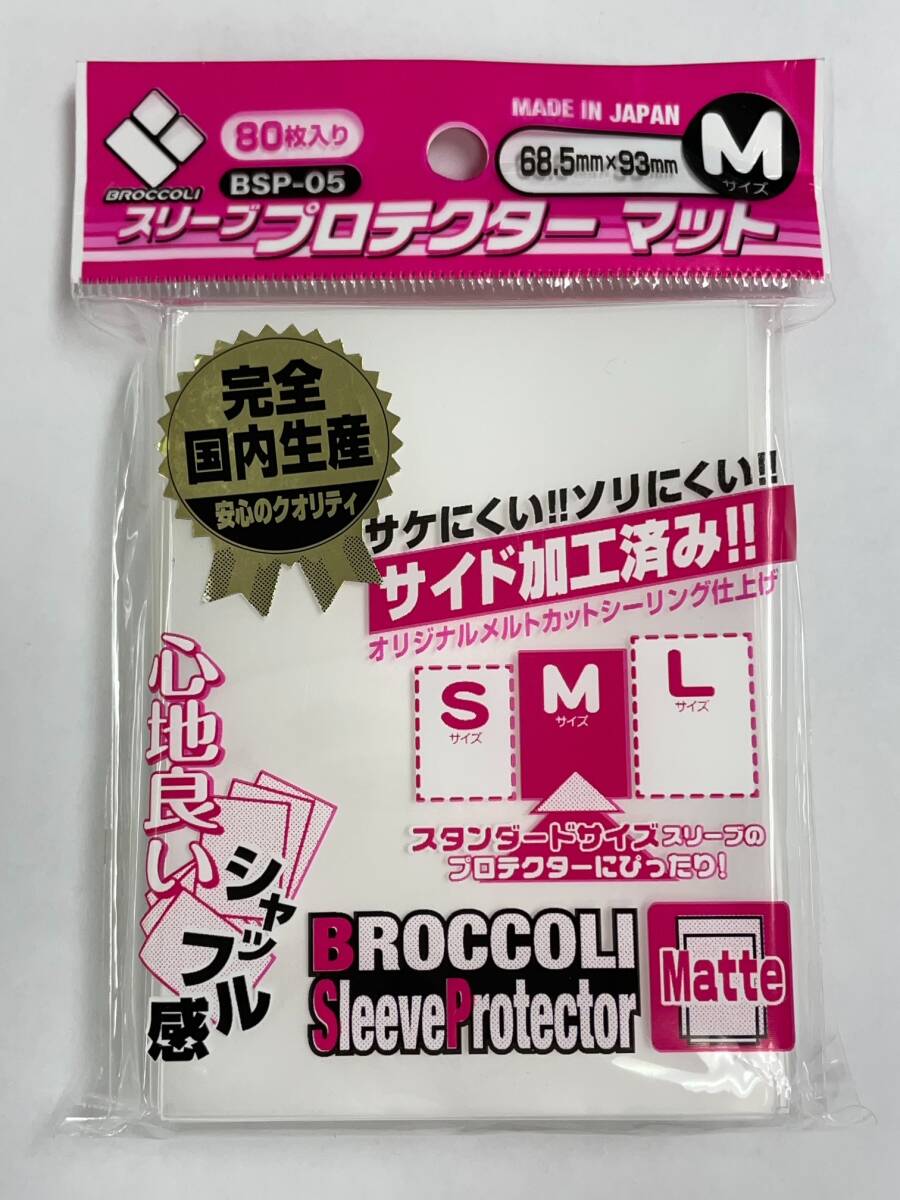 BROCCOLI
80枚入り
BSP-05
MADE IN JAPAN
68.5mm×93mm
M
サイズ
スリーブプロテクター マット
完全
国内生産
安心のクオリティ
サケにくい!!ソリにくい!!
サイド加工済み!!
オリジナルメルトカットシーリング仕上げ
S
サイズ
M
サイズ
L
サイズ
スタンダードサイズスリーブの
プロテクターにぴったり!
心地良い
シャッフル感
BROCCOLI
SleeveProtector
Matte